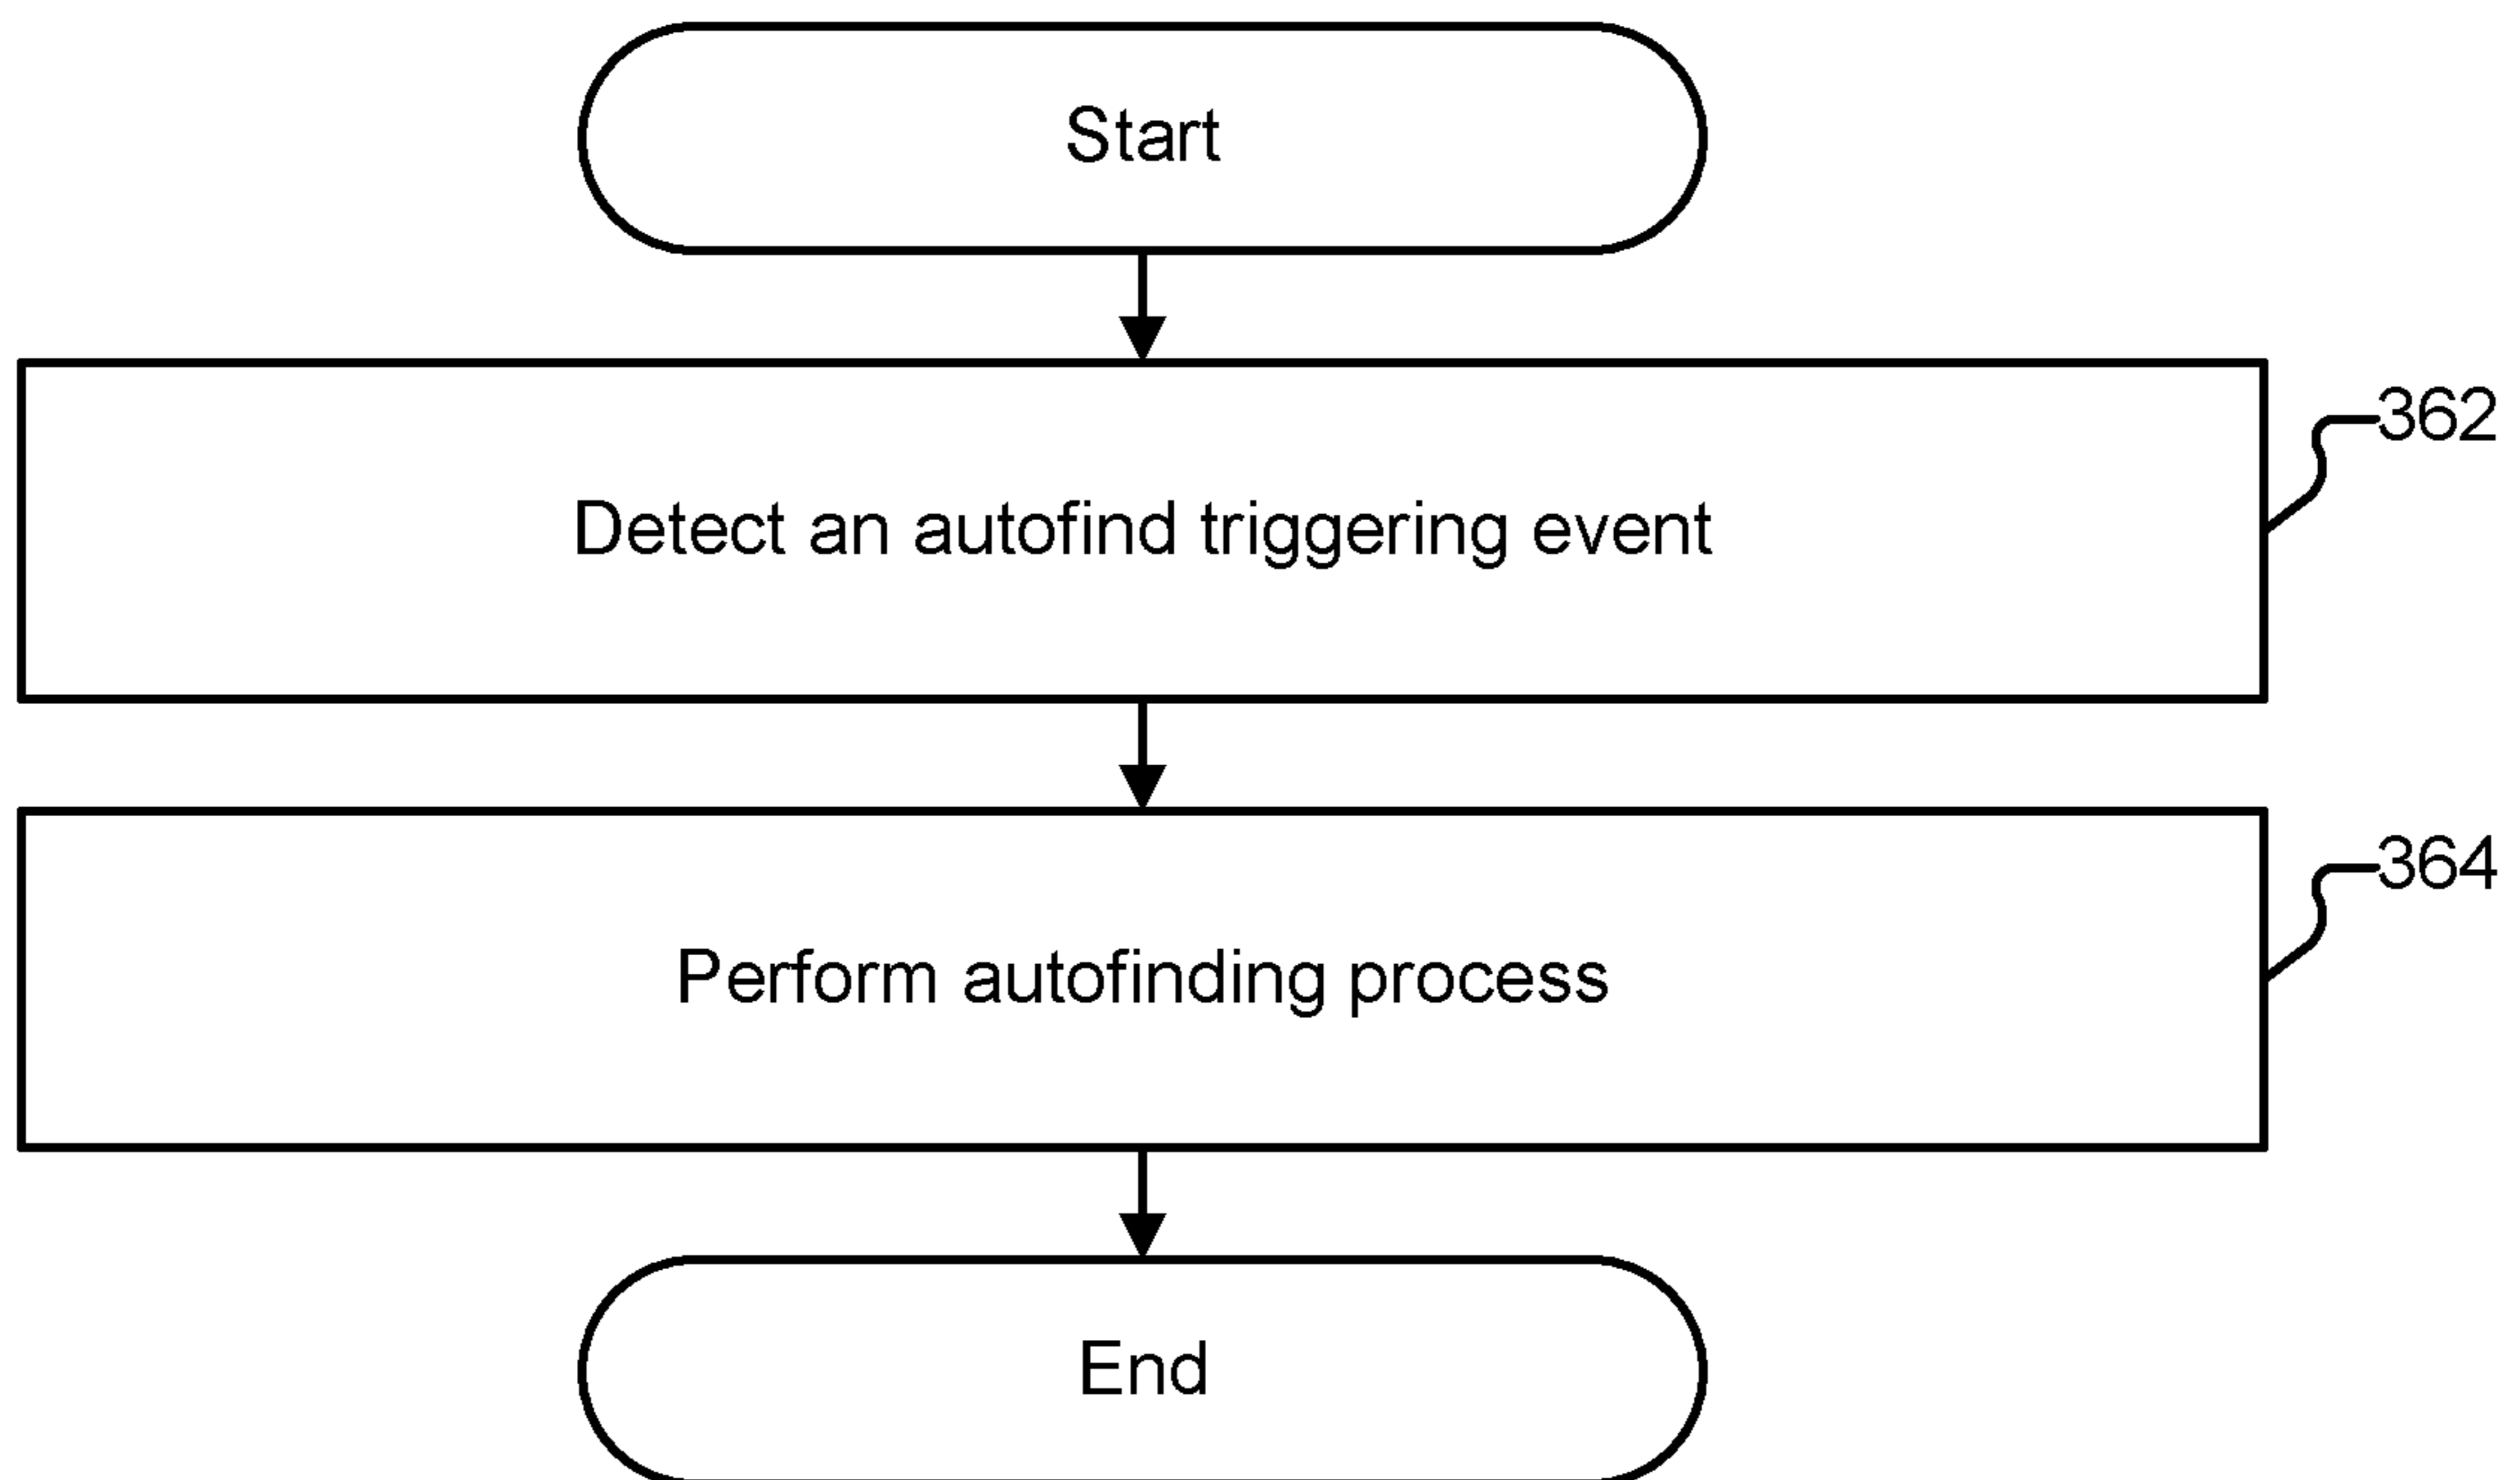 Start
362
Detect an autofind triggering event
364
Perform autofinding process
End